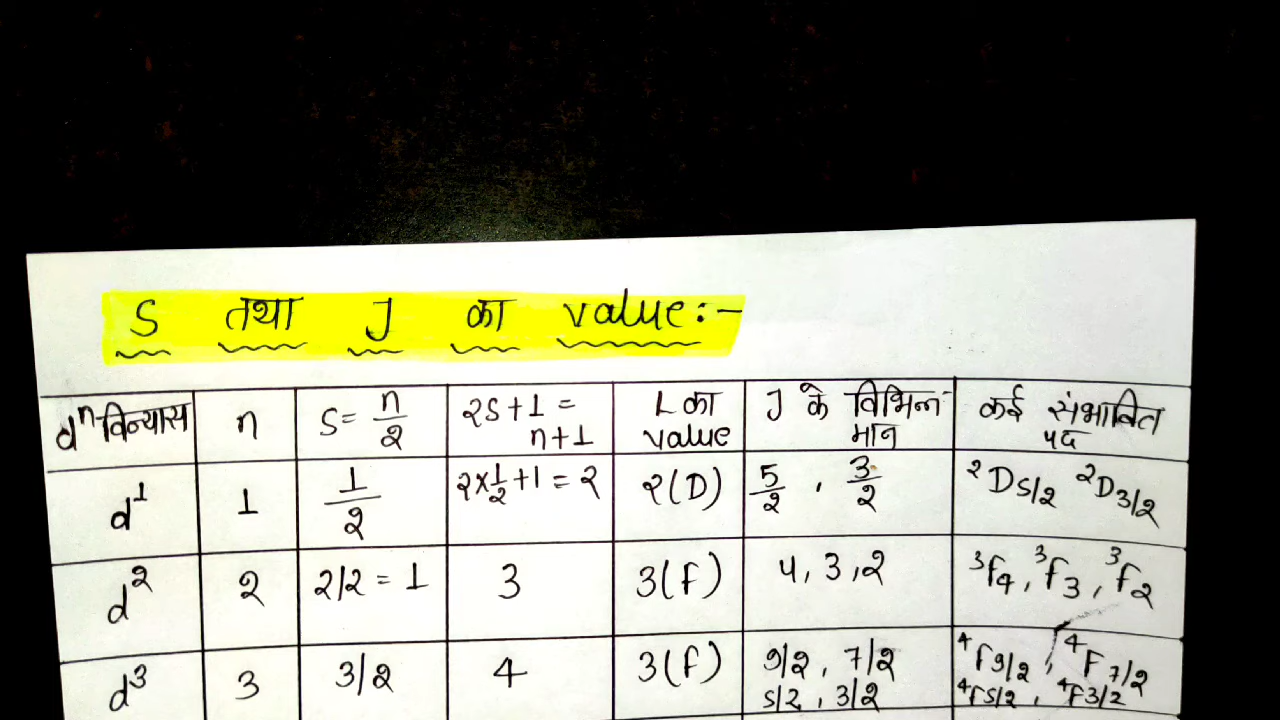 S तथा J का value:-
dⁿ-विन्यास n S= n/2 2S+1 = n+1 L का value J के विभिन्न मान कई संभावित पद
d¹ 1 1/2 2×1/2+1=2 2(D) 5/2 , 3/2 ²D5/2 ²D3/2
d² 2 2/2 = 1 3 3(F) 4, 3, 2 ³F4, ³F3, ³F2
d³ 3 3/2 4 3(F) 9/2, 7/2 ⁴F9/2, ⁴F7/2
5/2, 3/2 ⁴F5/2, ⁴F3/2